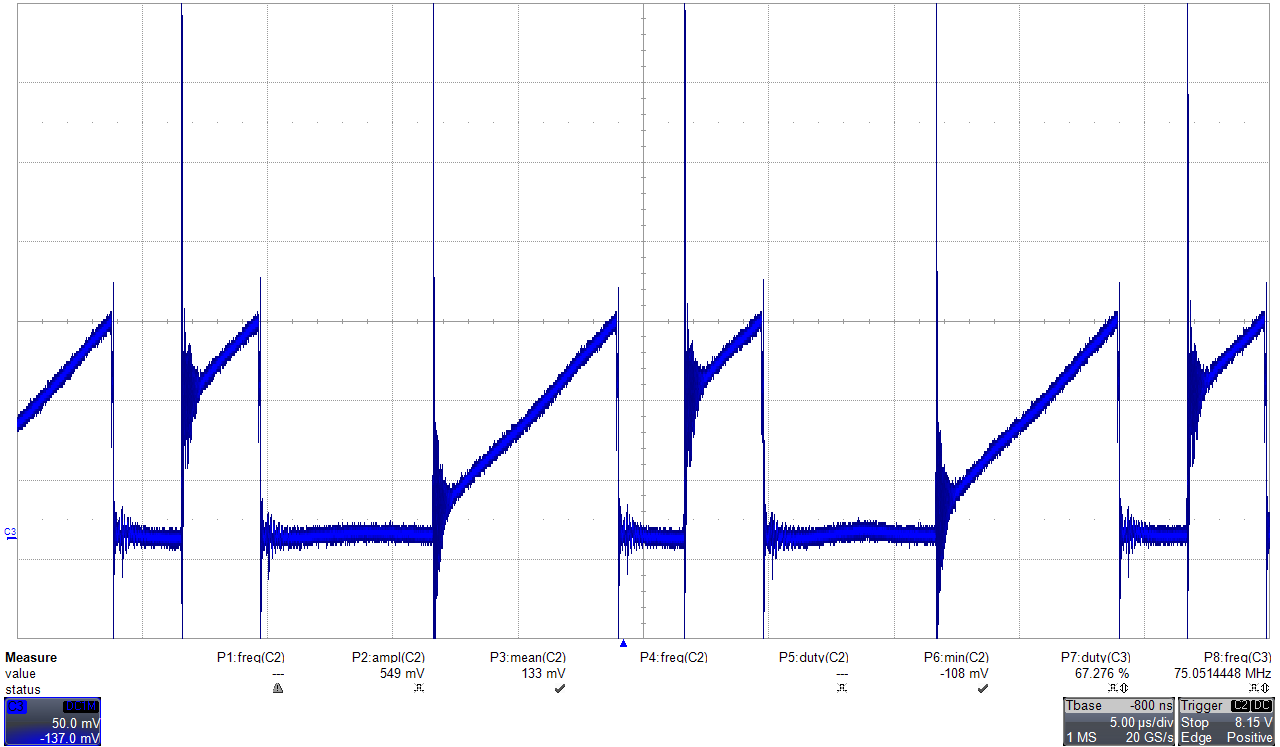 C3
Measure P1:freq(C2) P2:ampl(C2) P3:mean(C2) P4:freq(C2) P5:duty(C2) P6:min(C2) P7:duty(C3) P8:freq(C3)
value --- 549 mV 133 mV --- -108 mV 67.276 % 75.0514448 MHz
status
C3 DC1M
50.0 mV
-137.0 mV
Tbase -800 ns
5.00 µs/div
1 MS 20 GS/s
Trigger C2 DC
Stop 8.15 V
Edge Positive